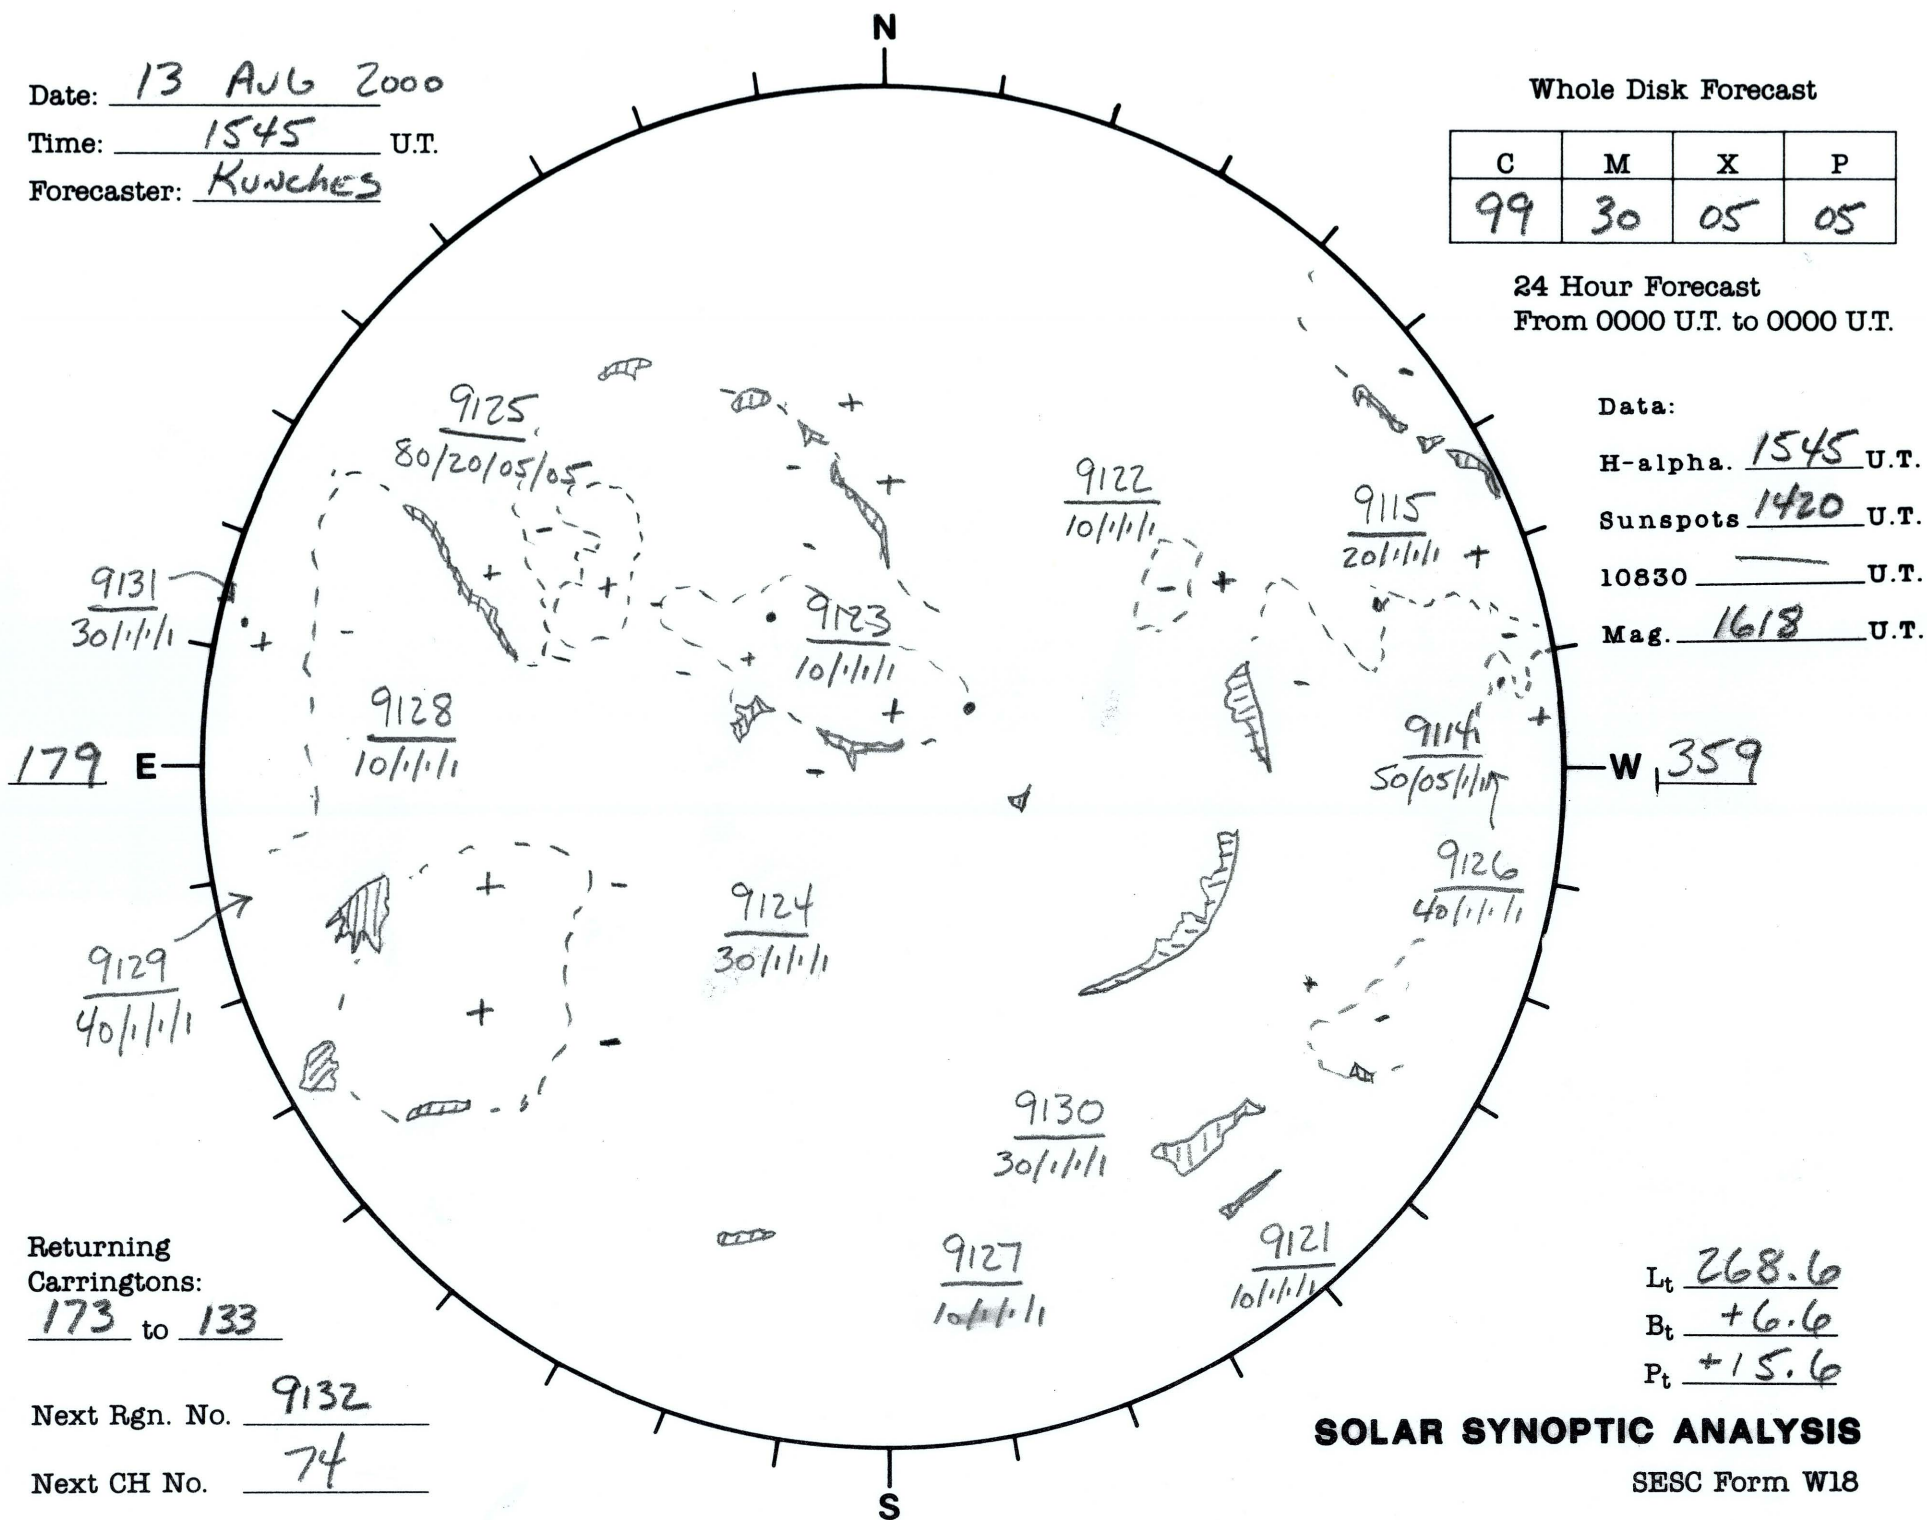 N
Date: 13 AUG 2000
Time: 1545 U.T.
Forecaster: KUNCHES
Whole Disk Forecast
C M X P
99 30 05 05
24 Hour Forecast
From 0000 U.T. to 0000 U.T.
Data:
H-alpha. 1545 U.T.
Sunspots 1420 U.T.
10830 — U.T.
Mag. 1618 U.T.
9125
80/20/05/05
9122
10/1/1/1
9115
20/1/1/1
9131
30/1/1/1
9123
10/1/1/1
9128
10/1/1/1
9114
50/05/1/1
179 E
W 359
9126
40/1/1/1
9124
30/1/1/1
9129
40/1/1/1
9130
30/1/1/1
9127
10/1/1/1
9121
10/1/1/1
Returning
Carringtons:
173 to 133
Next Rgn. No. 9132
Next CH No. 74
Lt 268.6
Bt +6.6
Pt +15.6
SOLAR SYNOPTIC ANALYSIS
SESC Form W18
S